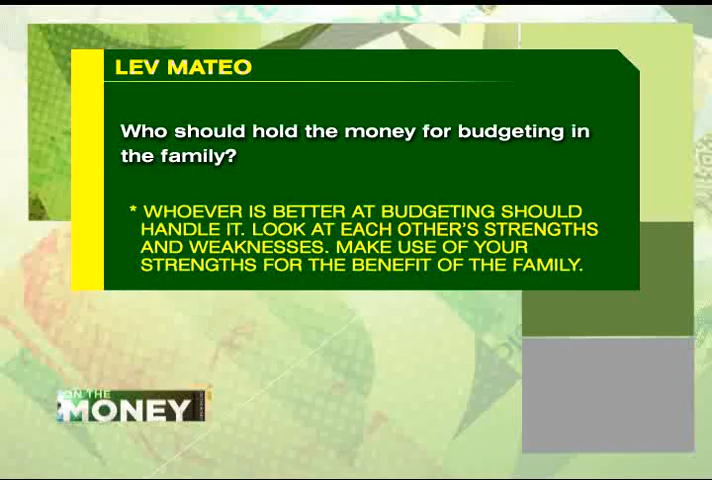 LEV MATEO
Who should hold the money for budgeting in
the family?
* WHOEVER IS BETTER AT BUDGETING SHOULD
HANDLE IT. LOOK AT EACH OTHER'S STRENGTHS
AND WEAKNESSES. MAKE USE OF YOUR
STRENGTHS FOR THE BENEFIT OF THE FAMILY.
ON THE
MONEY